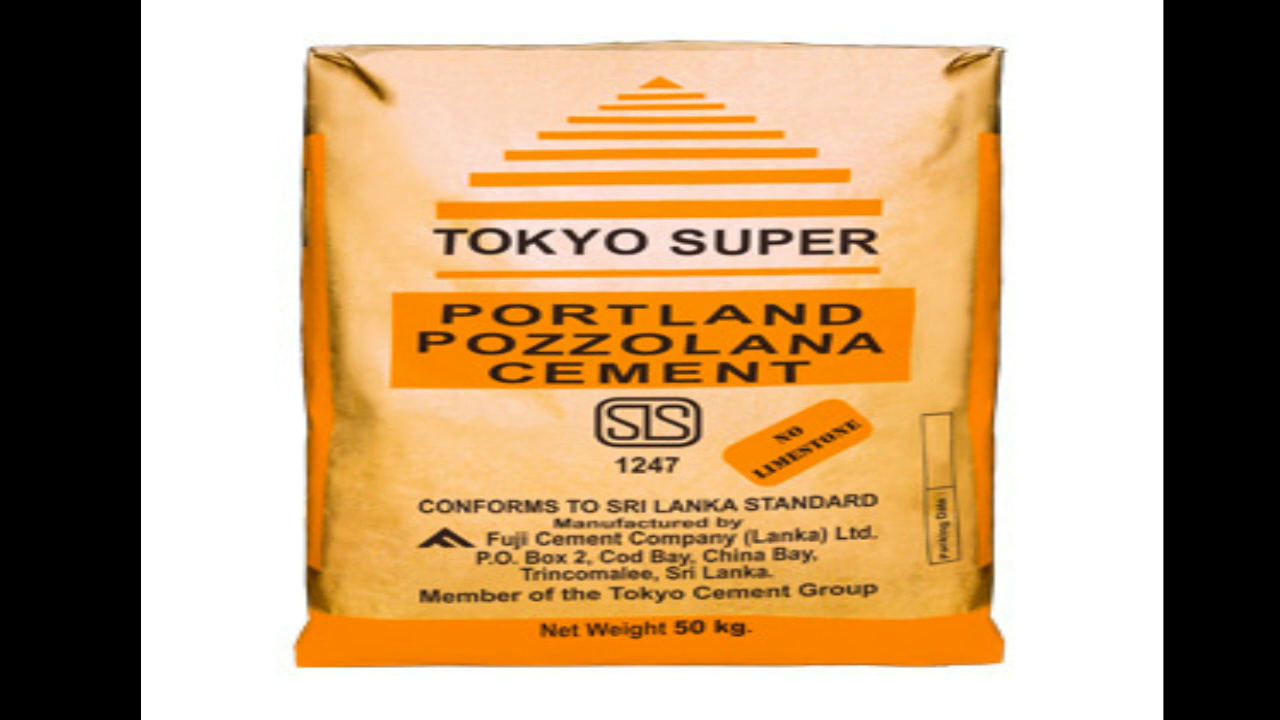 TOKYO SUPER
PORTLAND
POZZOLANA
CEMENT
SLS
1247
NO
LIMESTONE
CONFORMS TO SRI LANKA STANDARD
Manufactured by
Fuji Cement Company (Lanka) Ltd.
P.O. Box 2, Cod Bay, China Bay,
Trincomalee, Sri Lanka.
Member of the Tokyo Cement Group
Net Weight 50 kg.
Packing Date